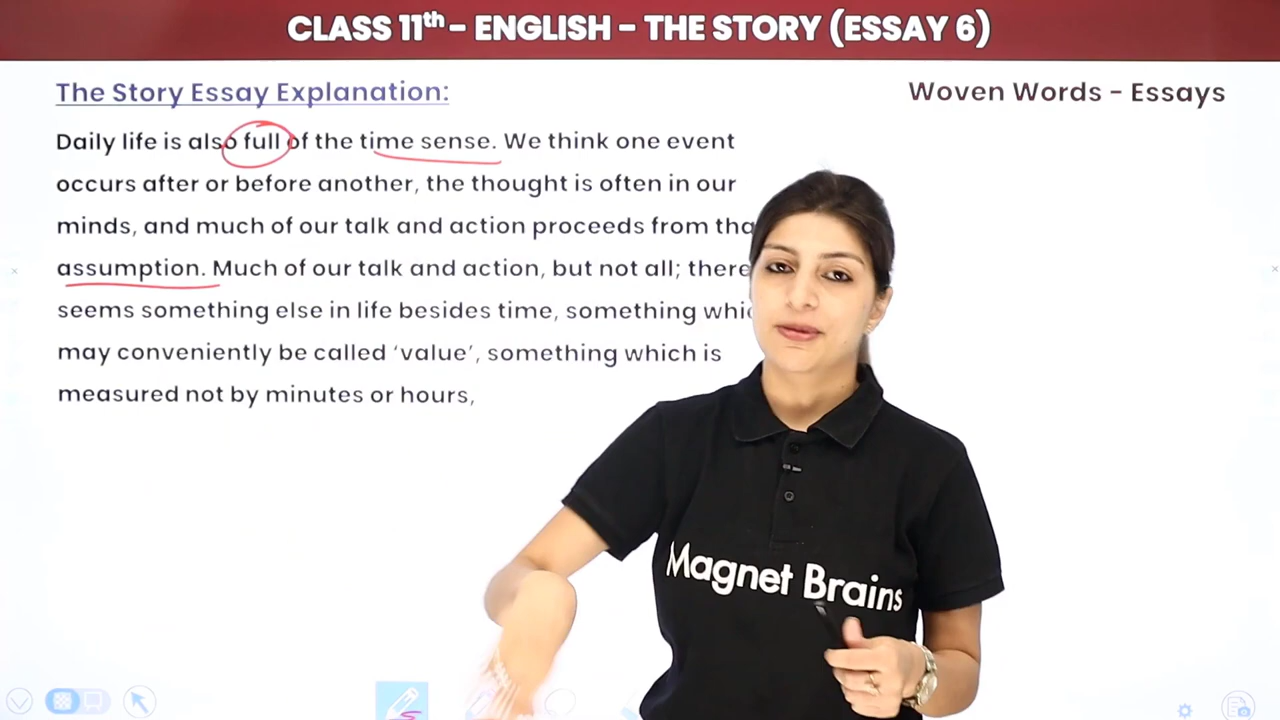 CLASS 11th - ENGLISH - THE STORY (ESSAY 6)
The Story Essay Explanation:
Woven Words - Essays
Daily life is also full of the time sense. We think one event
occurs after or before another, the thought is often in our
minds, and much of our talk and action proceeds from
assumption. Much of our talk and action, but not all; there
seems something else in life besides time, something
may conveniently be called ‘value’, something which is
measured not by minutes or hours,
Magnet Brains